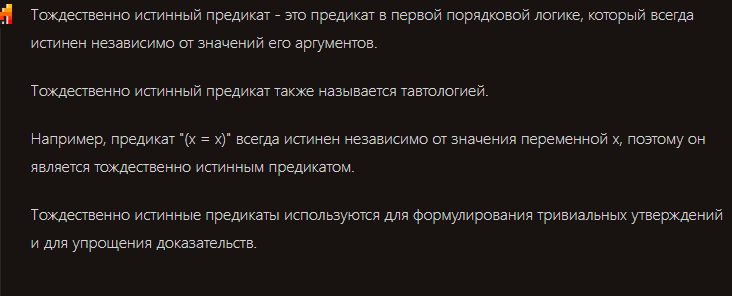 Тождественно истинный предикат - это предикат в первой порядковой логике, который всегда
истинен независимо от значений его аргументов.
Тождественно истинный предикат также называется тавтологией.
Например, предикат "(x = x)" всегда истинен независимо от значения переменной x, поэтому он
является тождественно истинным предикатом.
Тождественно истинные предикаты используются для формулирования тривиальных утверждений
и для упрощения доказательств.